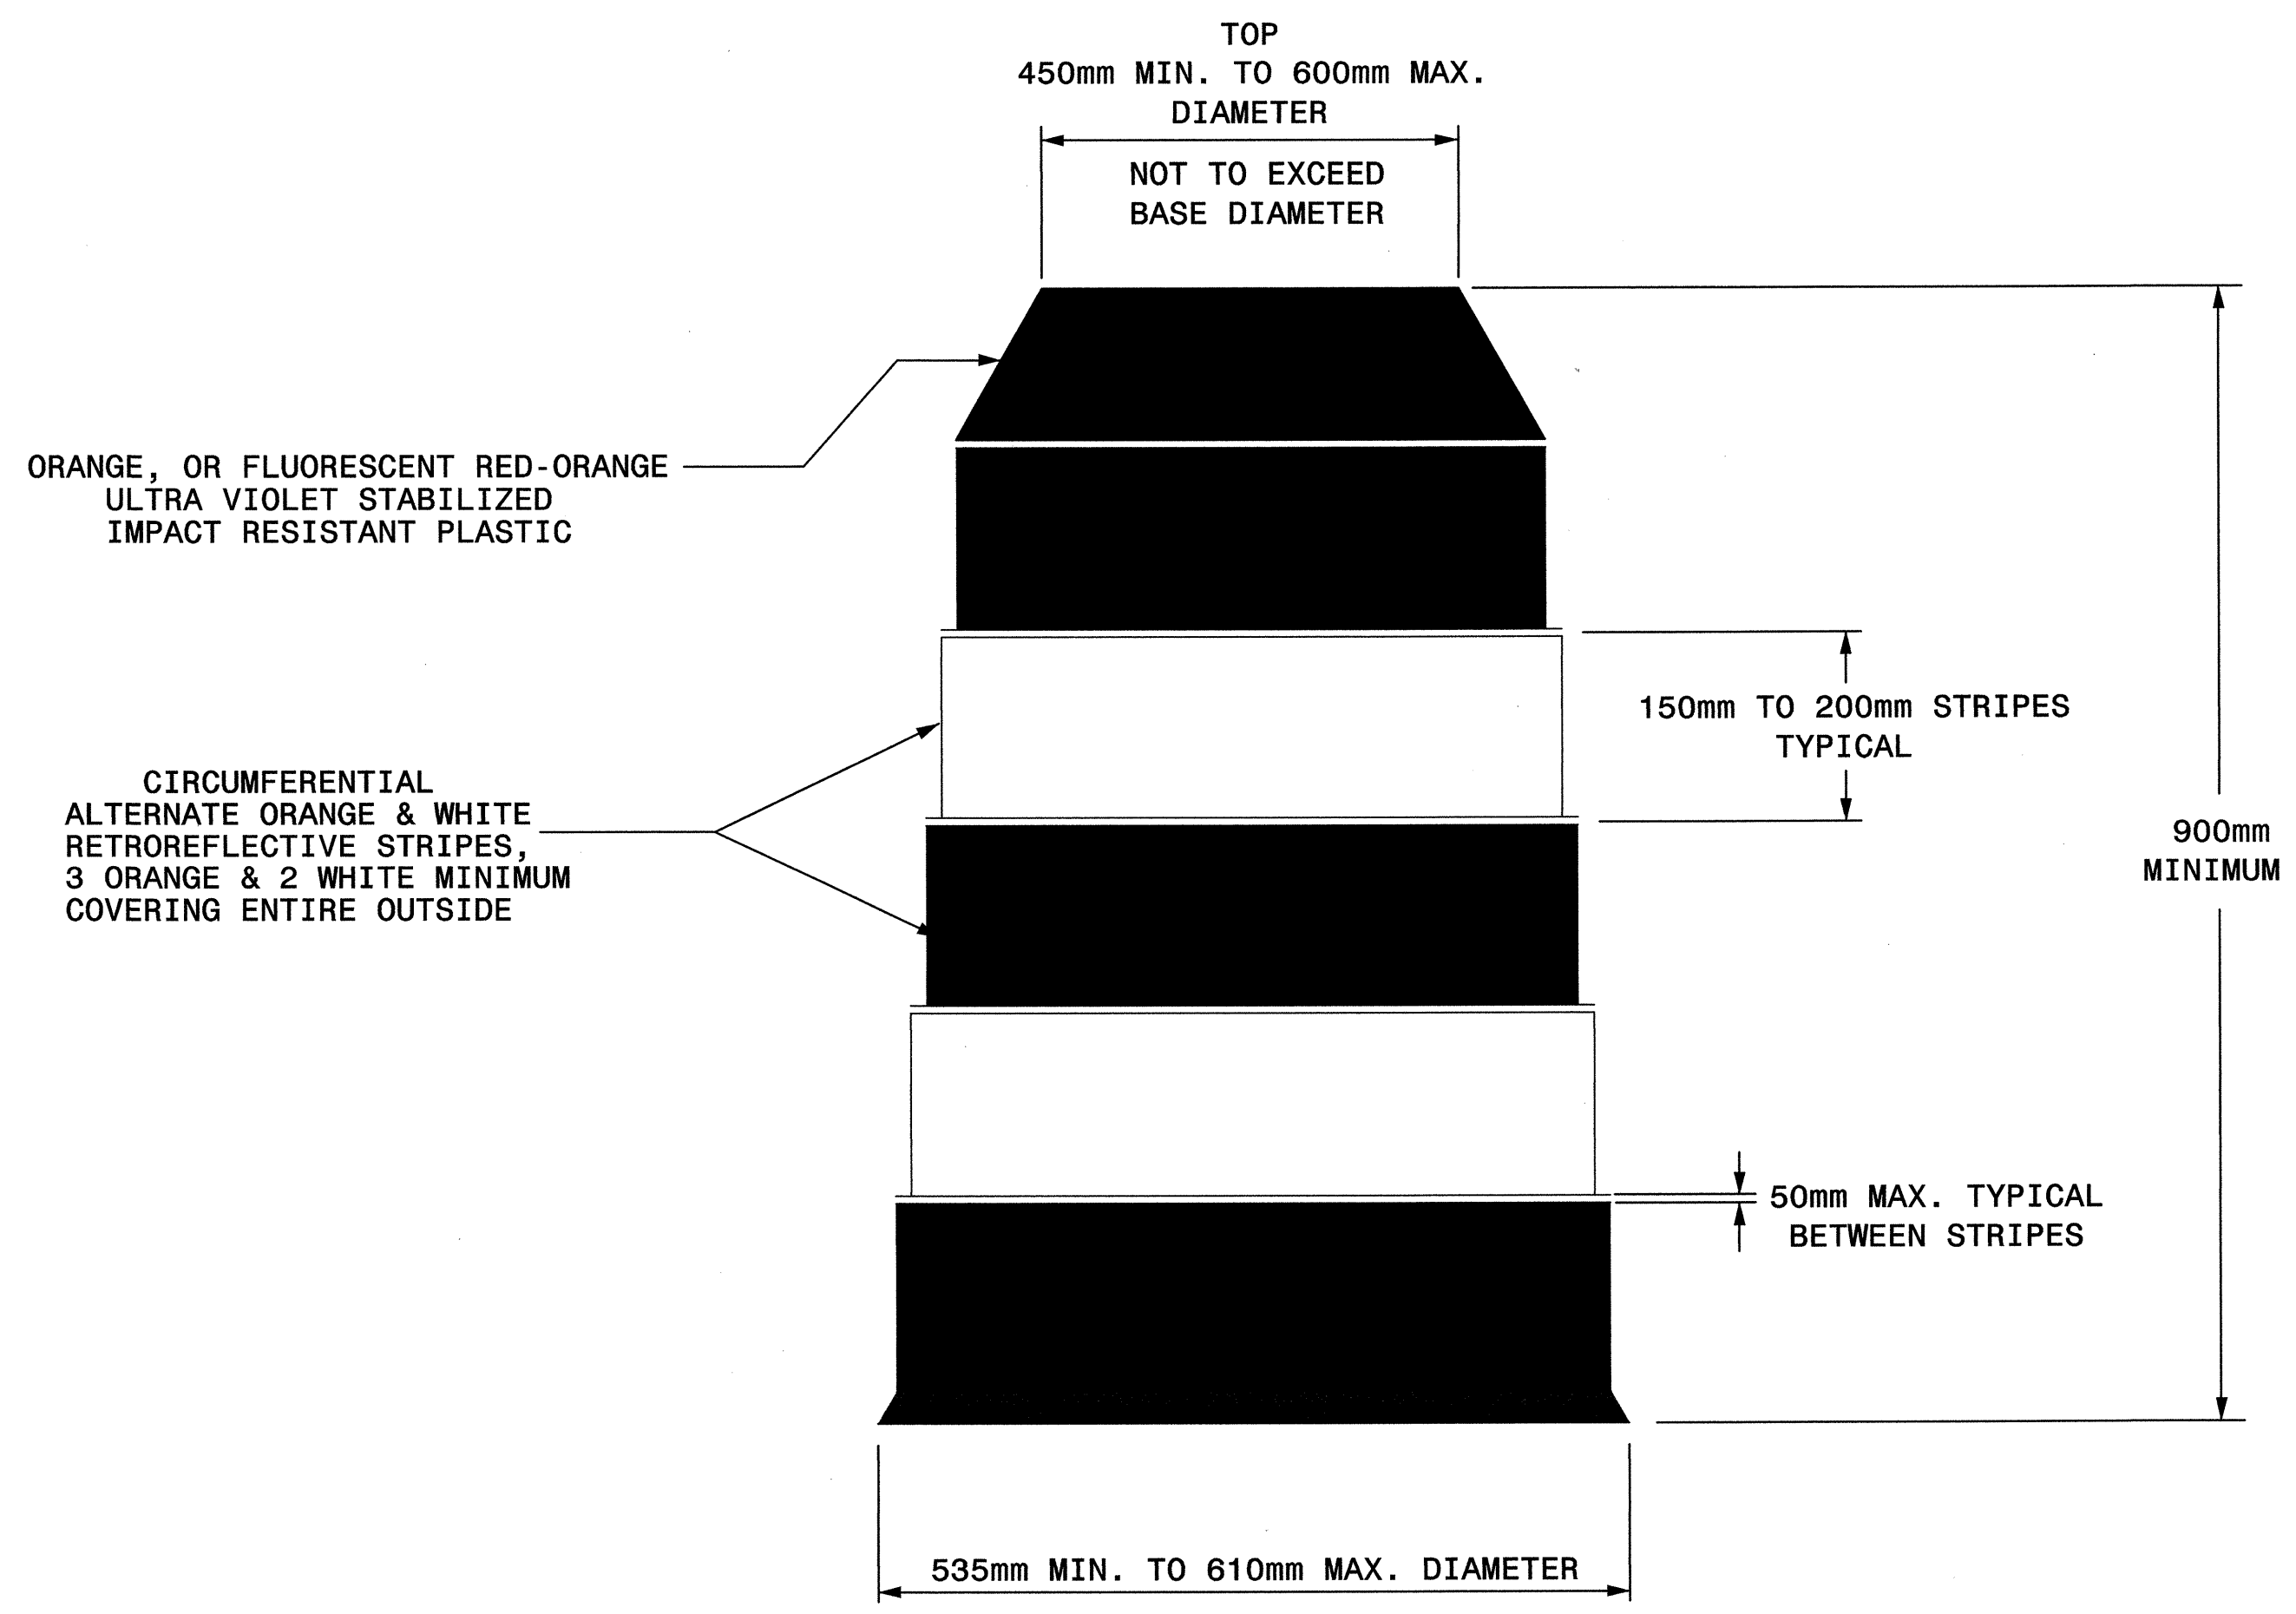 TOP
450mm MIN. TO 600mm MAX.
DIAMETER
NOT TO EXCEED
BASE DIAMETER
ORANGE, OR FLUORESCENT RED-ORANGE
ULTRA VIOLET STABILIZED
IMPACT RESISTANT PLASTIC
150mm TO 200mm STRIPES
TYPICAL
CIRCUMFERENTIAL
ALTERNATE ORANGE & WHITE
RETROREFLECTIVE STRIPES,
3 ORANGE & 2 WHITE MINIMUM
COVERING ENTIRE OUTSIDE
900mm
MINIMUM
50mm MAX. TYPICAL
BETWEEN STRIPES
535mm MIN. TO 610mm MAX. DIAMETER